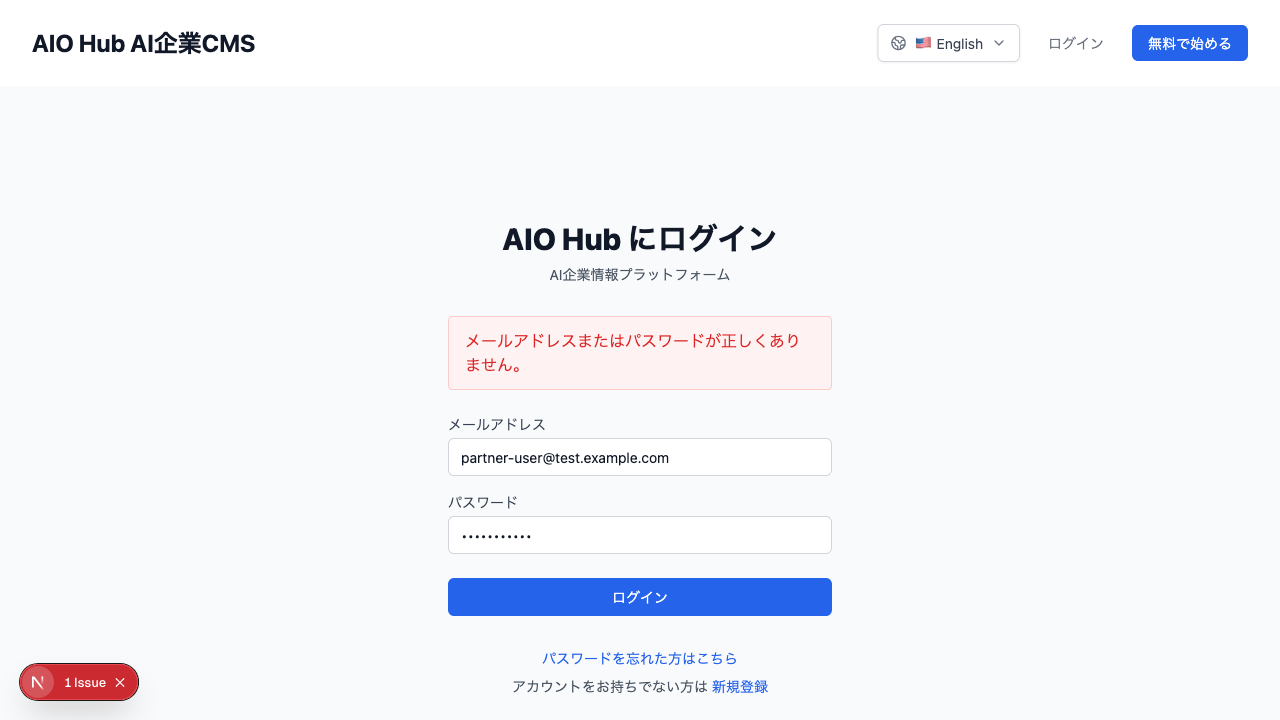 AIO Hub AI企業CMS
🇺🇸 English
ログイン
無料で始める
AIO Hub にログイン
AI企業情報プラットフォーム
メールアドレスまたはパスワードが正しくあり
ません。
メールアドレス
partner-user@test.example.com
パスワード
•••••••••••
ログイン
パスワードを忘れた方はこちら
アカウントをお持ちでない方は 新規登録
N 1 Issue